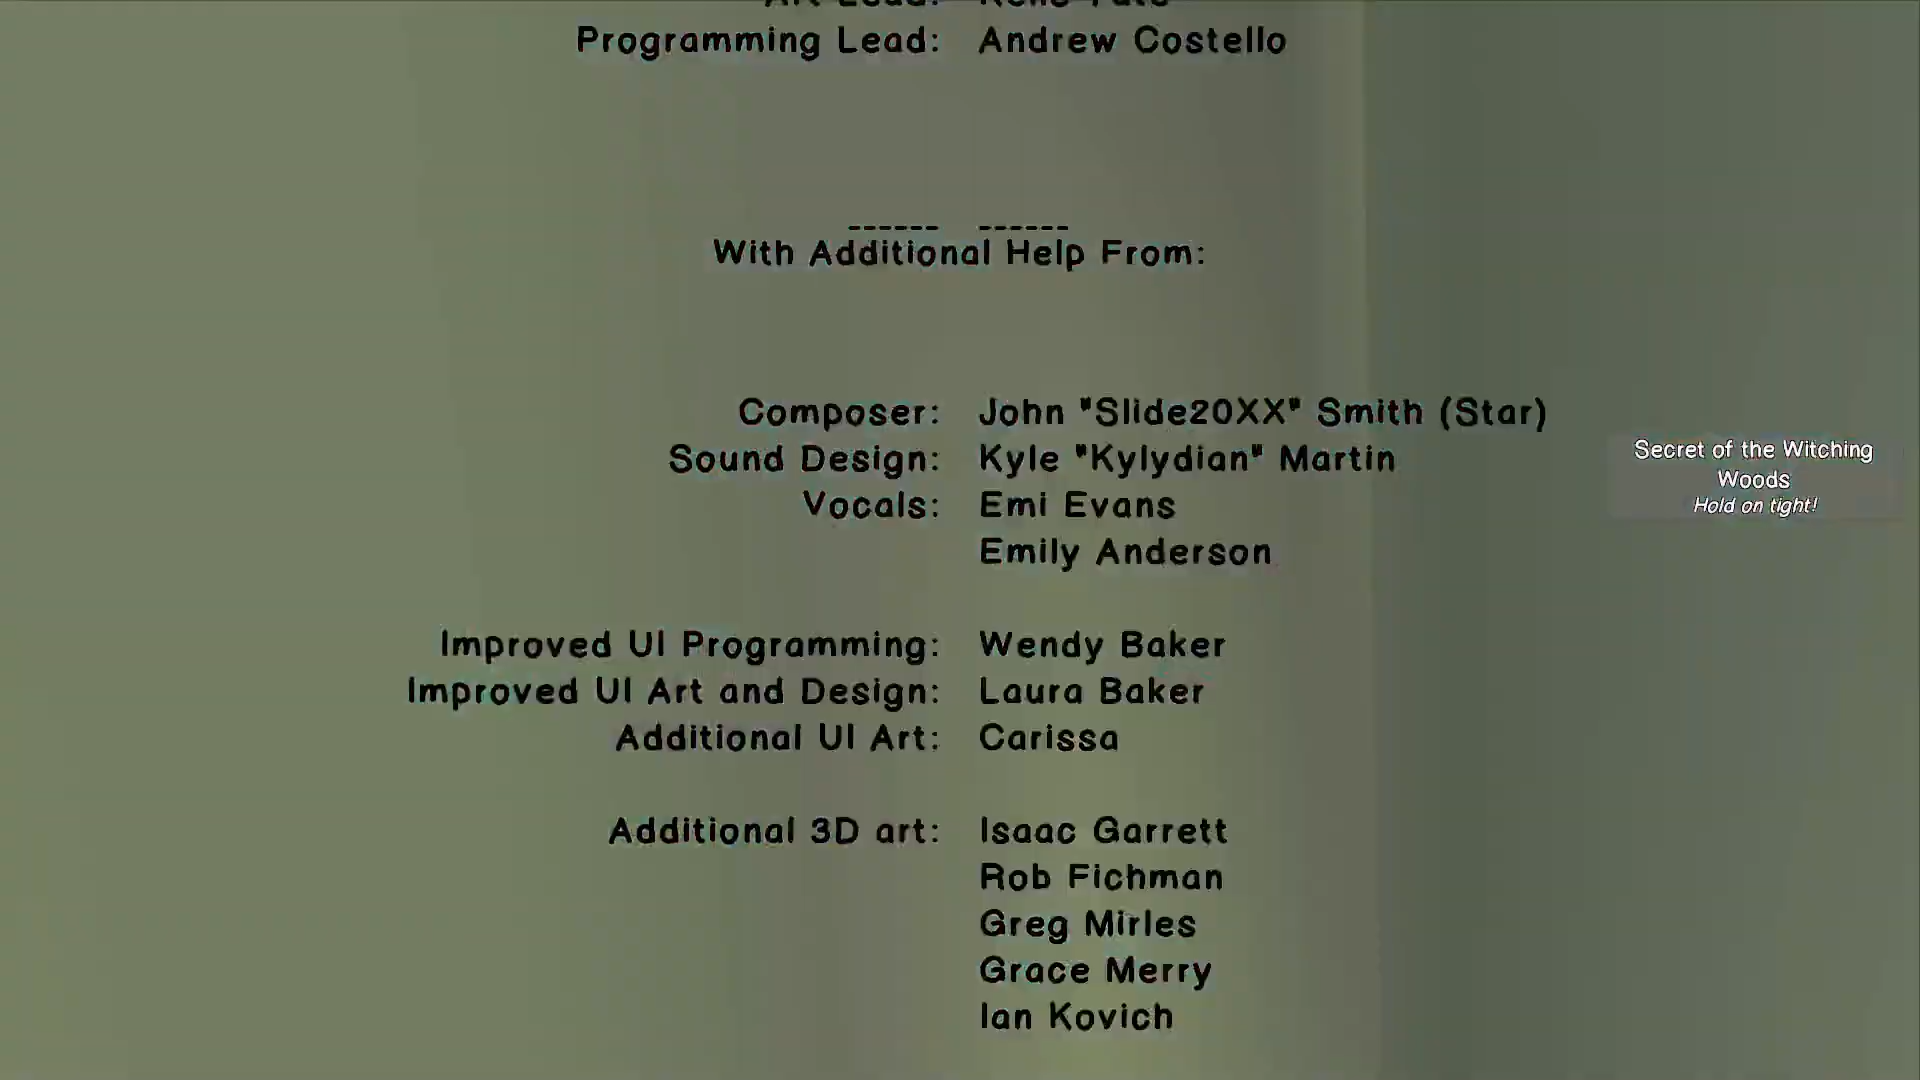 Programming Lead: Andrew Costello
------ ------
With Additional Help From:
Composer: John "Slide20XX" Smith (Star)
Sound Design: Kyle "Kylydian" Martin
Vocals: Emi Evans
Emily Anderson
Secret of the Witching
Woods
Hold on tight!
Improved UI Programming: Wendy Baker
Improved UI Art and Design: Laura Baker
Additional UI Art: Carissa
Additional 3D art: Isaac Garrett
Rob Fichman
Greg Mirles
Grace Merry
Ian Kovich